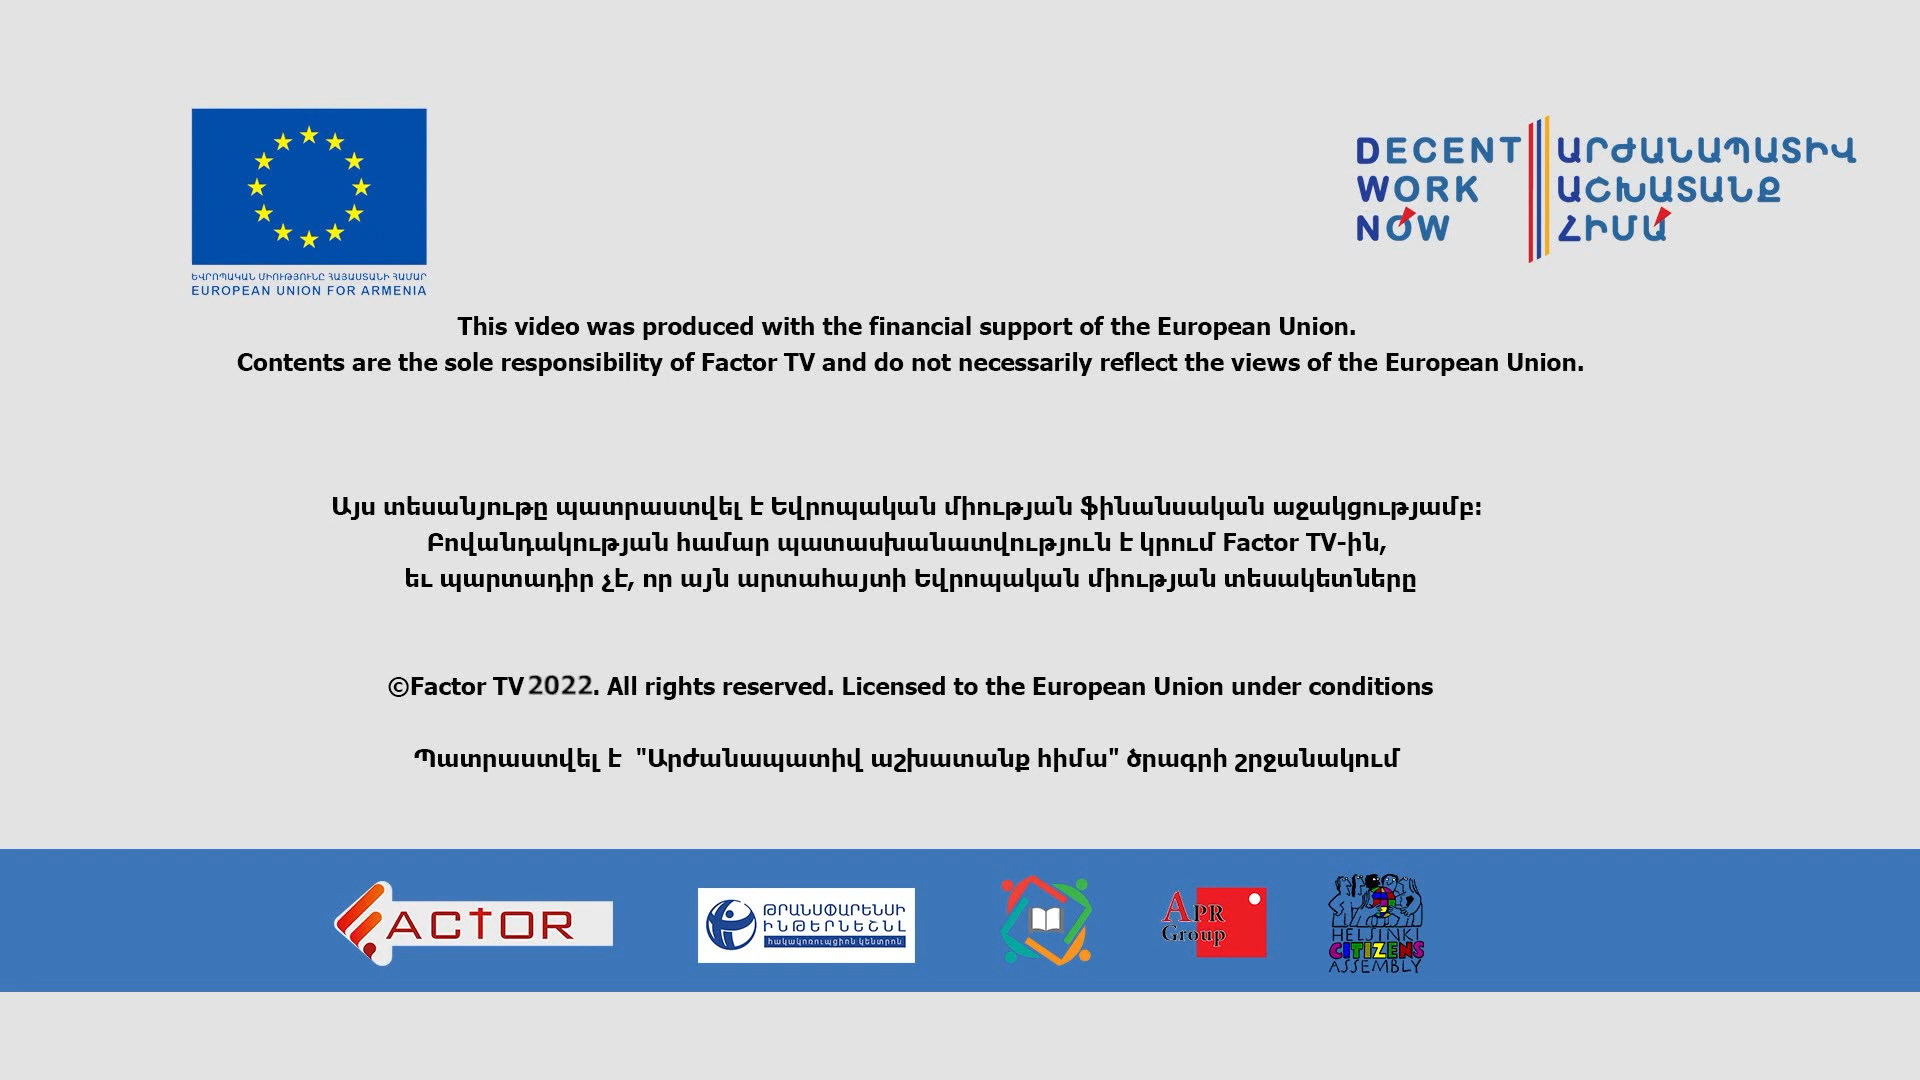 ԵՎՐՈՊԱԿԱՆ ՄԻՈՒԹՅՈՒՆԸ ՀԱՅԱՍՏԱՆԻ ՀԱՄԱՐ
EUROPEAN UNION FOR ARMENIA
DECENT
WORK
NOW
ԱՐԺԱՆԱՊԱՏԻՎ
ԱՇԽԱՏԱՆՔ
ՀԻՄԱ
This video was produced with the financial support of the European Union.
Contents are the sole responsibility of Factor TV and do not necessarily reflect the views of the European Union.
Այս տեսանյութը պատրաստվել է Եվրոպական միության ֆինանսական աջակցությամբ:
Բովանդակության համար պատասխանատվություն է կրում Factor TV-ին,
եւ պարտադիր չէ, որ այն արտահայտի Եվրոպական միության տեսակետները
©Factor TV 2022. All rights reserved. Licensed to the European Union under conditions
Պատրաստվել է "Արժանապատիվ աշխատանք հիմա" ծրագրի շրջանակում
FACTOR
ԹՐԱՆՍՓԱՐԵՆՍԻ
ԻՆԹԵՐՆԵՇՆԼ
հակակոռուպցիոն կենտրոն
APR
Group
HELSINKI
CITIZENS
ASSEMBLY